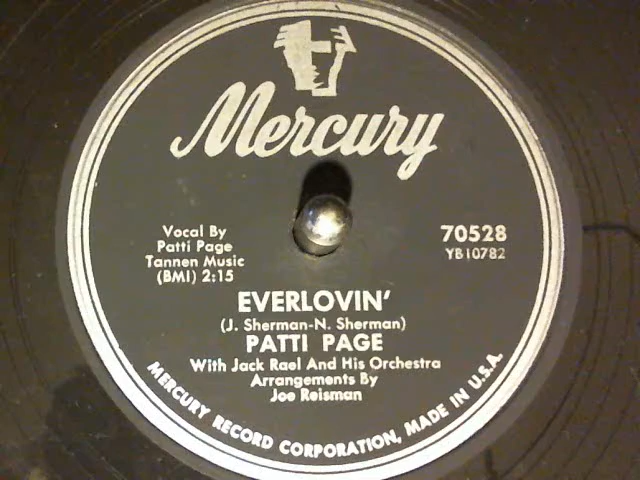 Mercury
Vocal By
Patti Page
Tannen Music
(BMI) 2:15
70528
YB10782
EVERLOVIN'
(J. Sherman-N. Sherman)
PATTI PAGE
With Jack Rael And His Orchestra
Arrangements By
Joe Reisman
MERCURY RECORD CORPORATION, MADE IN U.S.A.